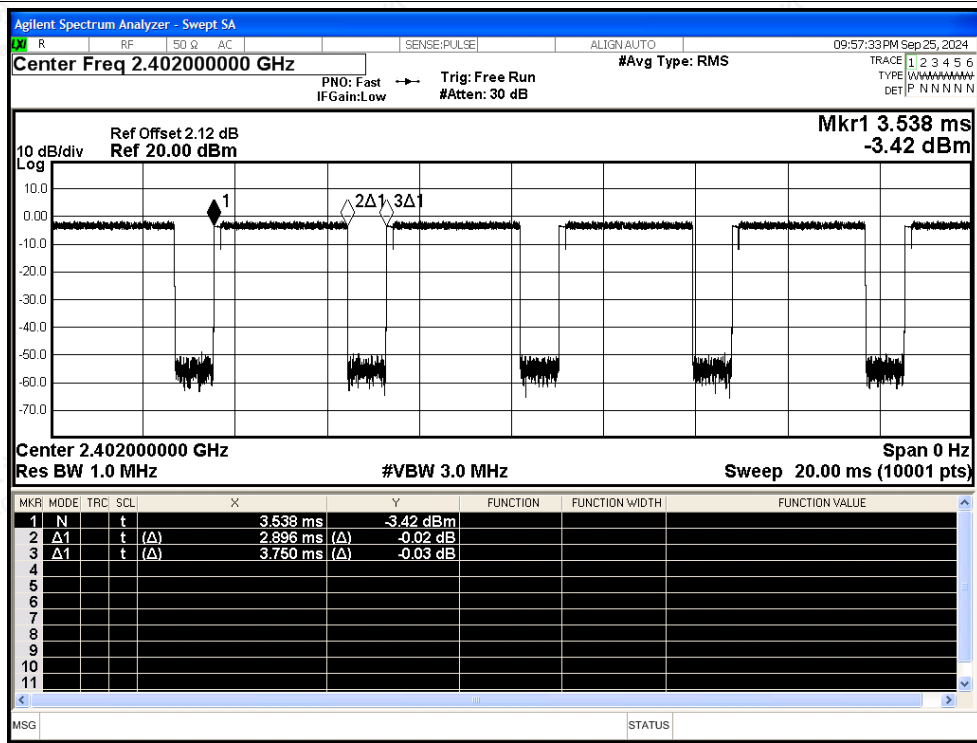 Agilent Spectrum Analyzer - Swept SA
LXI R RF 50 Ω AC SENSE:PULSE ALIGN AUTO 09:57:33 PM Sep 25, 2024
Center Freq 2.402000000 GHz #Avg Type: RMS TRACE 1 2 3 4 5 6
PNO: Fast Trig: Free Run TYPE WWWWWW
IFGain:Low #Atten: 30 dB DET P N N N N N
Mkr1 3.538 ms
Ref Offset 2.12 dB
10 dB/div Ref 20.00 dBm -3.42 dBm
Log
10.0
1 2Δ1 3Δ1
0.00
-10.0
-20.0
-30.0
-40.0
-50.0
-60.0
-70.0
Center 2.402000000 GHz Span 0 Hz
Res BW 1.0 MHz #VBW 3.0 MHz Sweep 20.00 ms (10001 pts)
MKR MODE TRC SCL X Y FUNCTION FUNCTION WIDTH FUNCTION VALUE
1 N t 3.538 ms -3.42 dBm
2 Δ1 t (Δ) 2.896 ms (Δ) -0.02 dB
3 Δ1 t (Δ) 3.750 ms (Δ) -0.03 dB
4
5
6
7
8
9
10
11
MSG STATUS